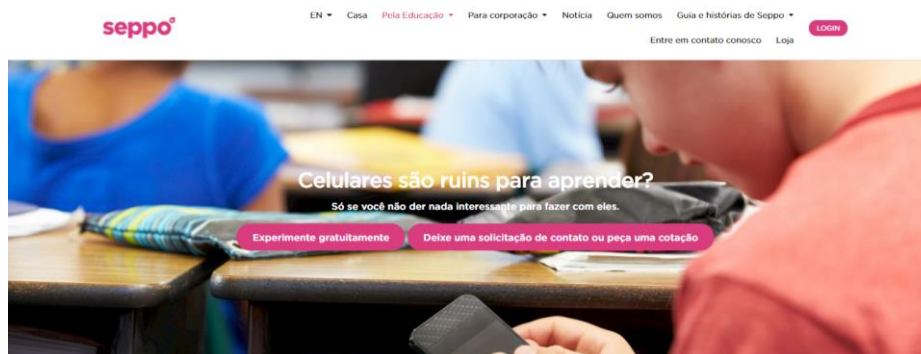 seppo
EN Casa Pela Educação Para corporação Notícia Quem somos Guia e histórias de Seppo
Entre em contato conosco Loja
LOGIN
Celulares são ruins para aprender?
Só se você não der nada interessante para fazer com eles.
Experimente gratuitamente Deixe uma solicitação de contato ou peça uma cotação